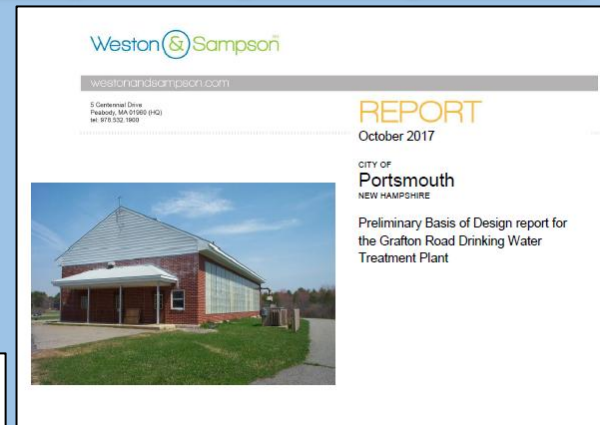 Weston & Sampson
westonandsampson.com
5 Centennial Drive
Peabody, MA 01960 (HQ)
tel: 978.532.1900
REPORT
October 2017
CITY OF
Portsmouth
NEW HAMPSHIRE
Preliminary Basis of Design report for
the Grafton Road Drinking Water
Treatment Plant